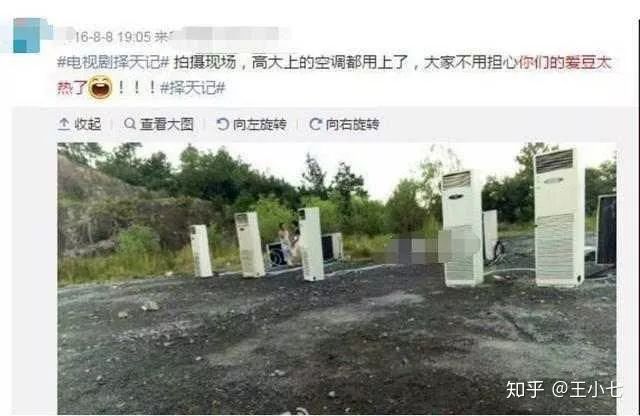 16-8-8 19:05 来
#电视剧择天记# 拍摄现场，高大上的空调都用上了，大家不用担心你们的爱豆太
热了！！！#择天记#
收起 查看大图 向左旋转 向右旋转
知乎 @王小七